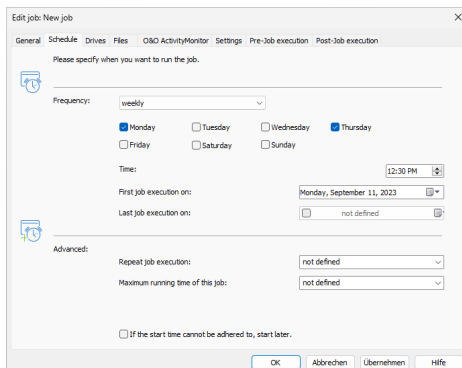 Edit job: New job
General Schedule Drives Files O&O ActivityMonitor Settings Pre-Job execution Post-Job execution
Please specify when you want to run the job.
Frequency: weekly
Monday Tuesday Wednesday Thursday
Friday Saturday Sunday
Time: 12:30 PM
First job execution on: Monday, September 11, 2023
Last job execution on: not defined
Advanced:
Repeat job execution: not defined
Maximum running time of this job: not defined
If the start time cannot be adhered to, start later.
OK Abbrechen Übernehmen Hilfe